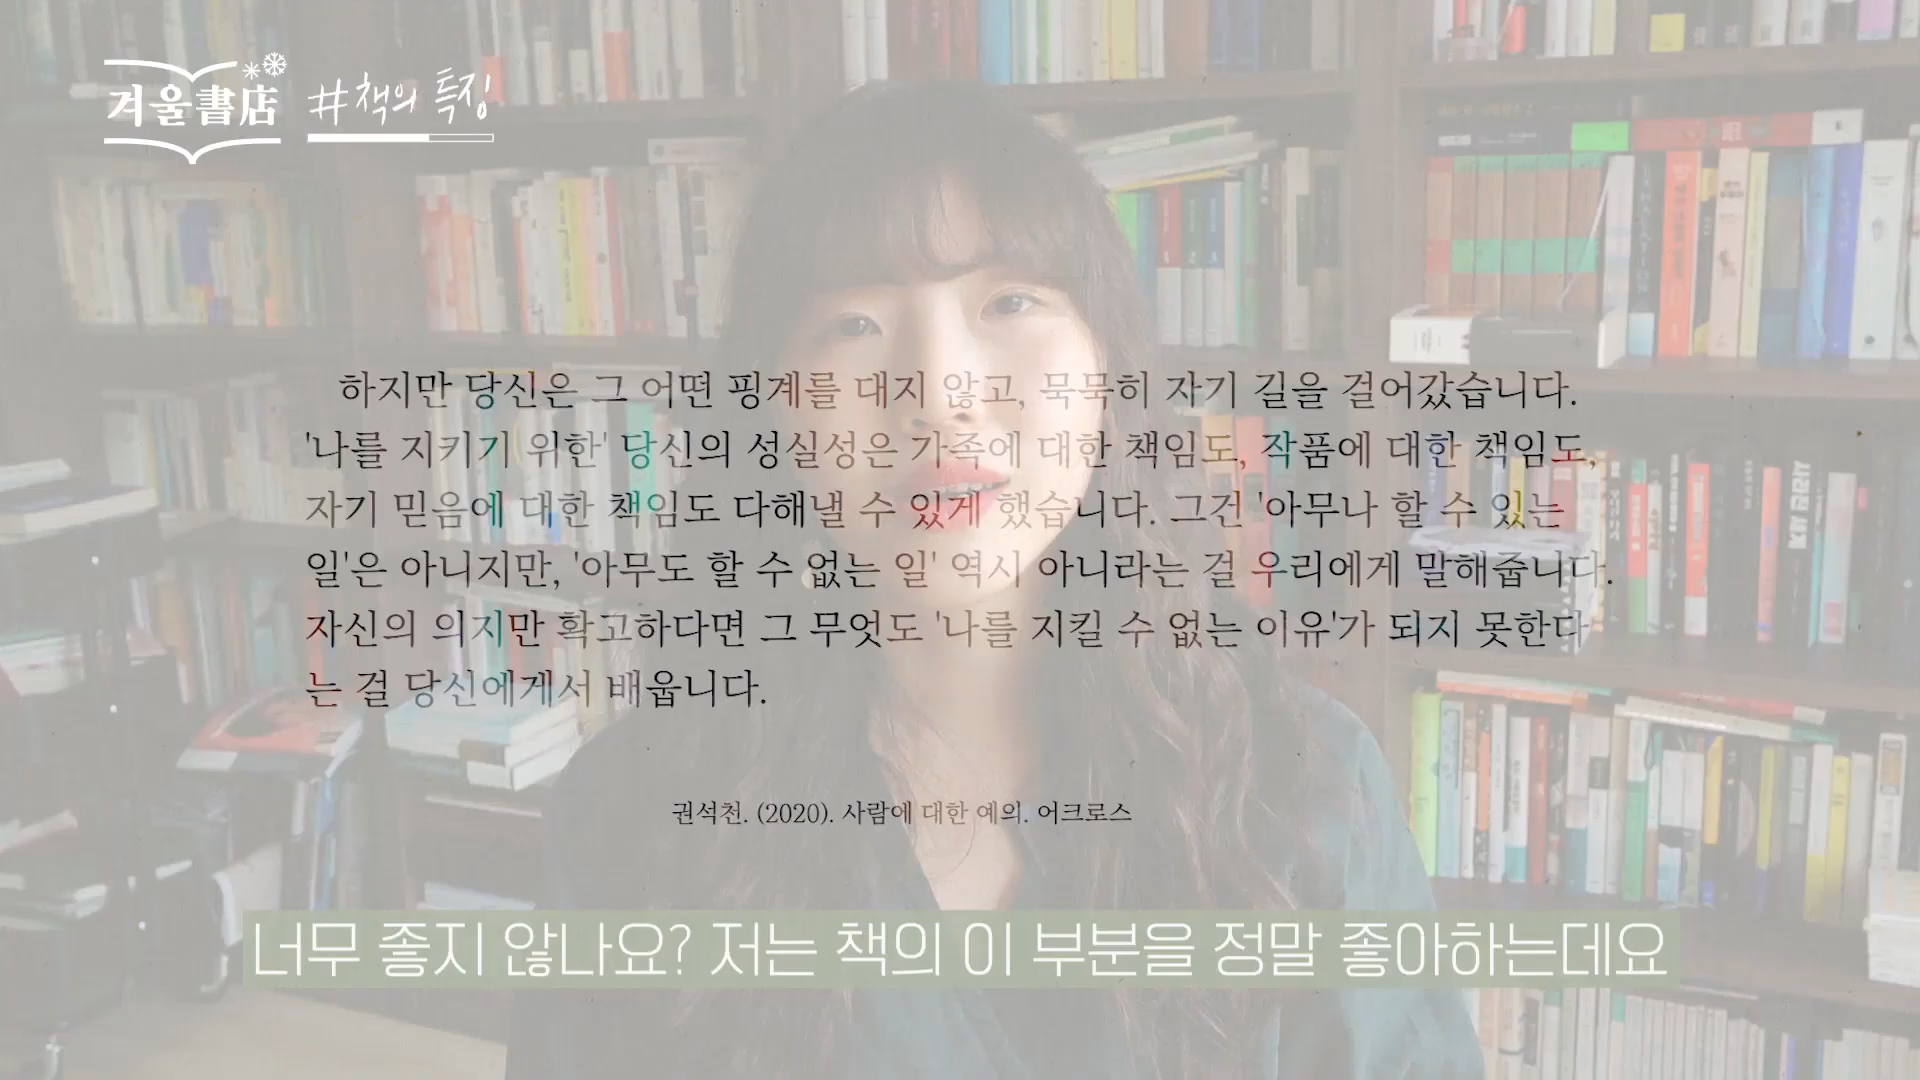 겨울書店
#책의 특징
하지만 당신은 그 어떤 핑계를 대지 않고, 묵묵히 자기 길을 걸어갔습니다.
'나를 지키기 위한' 당신의 성실성은 가족에 대한 책임도, 작품에 대한 책임도,
자기 믿음에 대한 책임도 다해낼 수 있게 했습니다. 그건 '아무나 할 수 있는
일'은 아니지만, '아무도 할 수 없는 일' 역시 아니라는 걸 우리에게 말해줍니다.
자신의 의지만 확고하다면 그 무엇도 '나를 지킬 수 없는 이유'가 되지 못한다
는 걸 당신에게서 배웁니다.
권석천. (2020). 사람에 대한 예의. 어크로스
너무 좋지 않나요? 저는 책의 이 부분을 정말 좋아하는데요